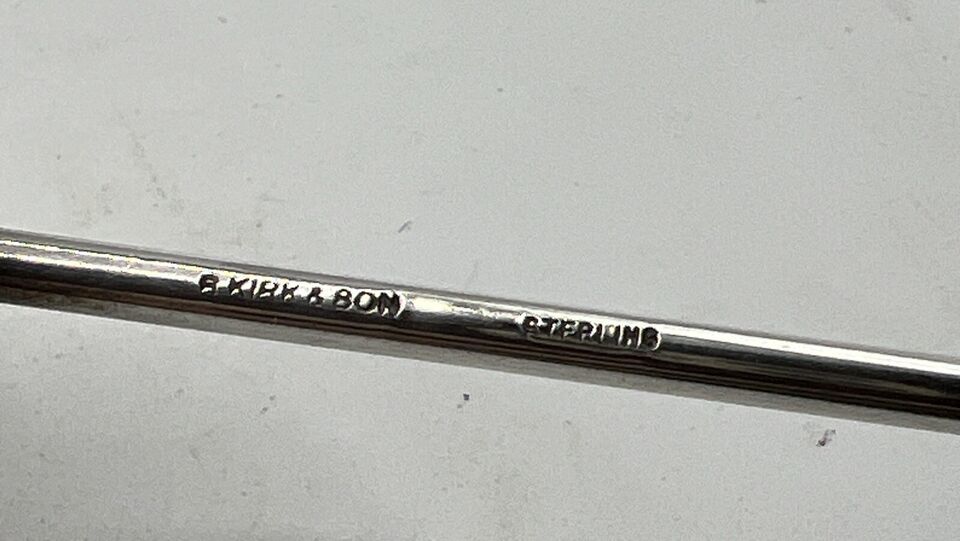 S. KIRK & SON STERLING